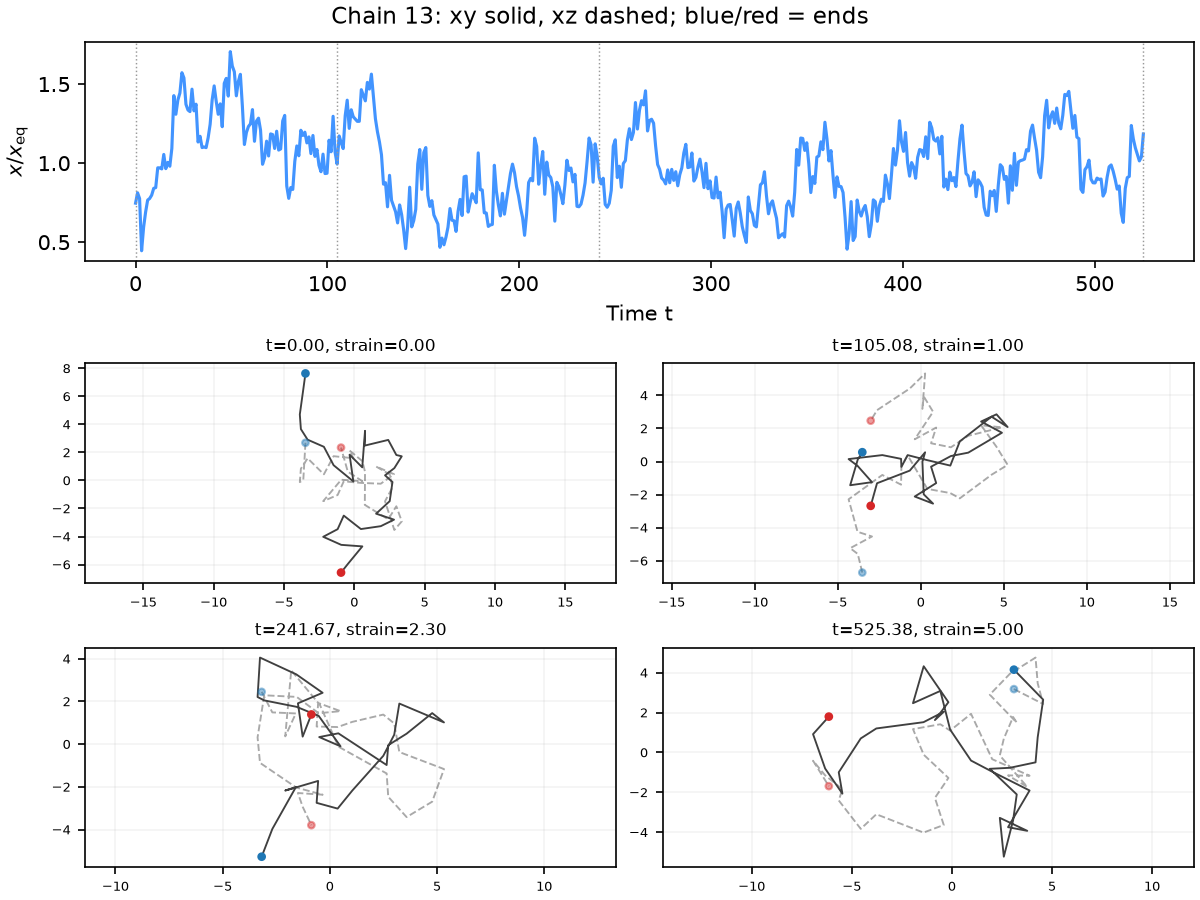 Chain 13: xy solid, xz dashed; blue/red = ends
x/x_eq
1.5
1.0
0.5
0 100 200 300 400 500
Time t
t=0.00, strain=0.00
8
6
4
2
0
−2
−4
−6
−15 −10 −5 0 5 10 15
t=105.08, strain=1.00
4
2
0
−2
−4
−6
−15 −10 −5 0 5 10 15
t=241.67, strain=2.30
4
2
0
−2
−4
−10 −5 0 5 10
t=525.38, strain=5.00
4
2
0
−2
−4
−10 −5 0 5 10